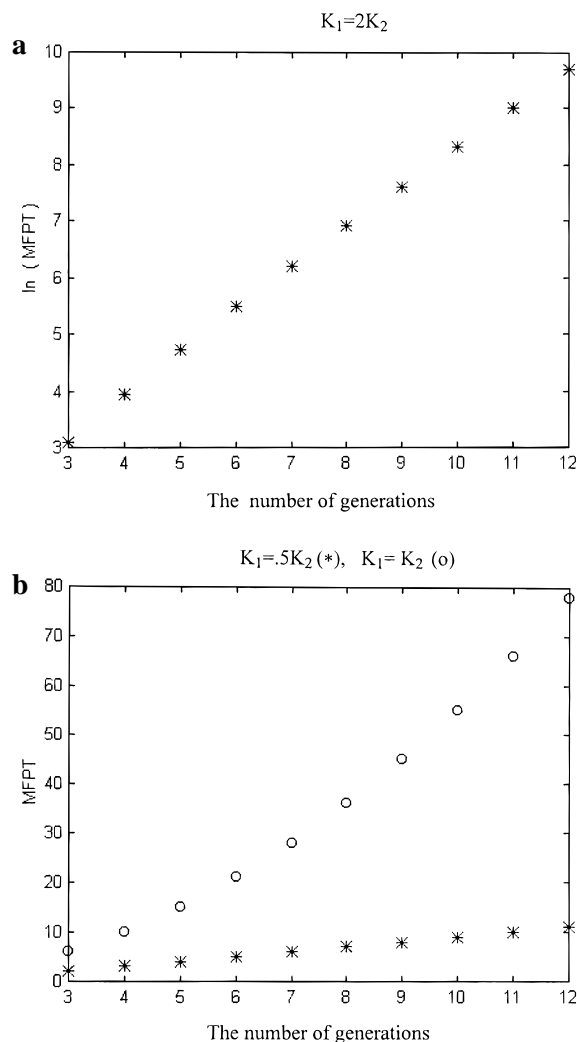 K₁=2K₂
a
10
9
8
7
6
5
4
3
ln ( MFPT )
3 4 5 6 7 8 9 10 11 12
The number of generations
K₁=.5K₂ (*), K₁= K₂ (o)
b
80
70
60
50
40
30
20
10
0
MFPT
3 4 5 6 7 8 9 10 11 12
The number of generations